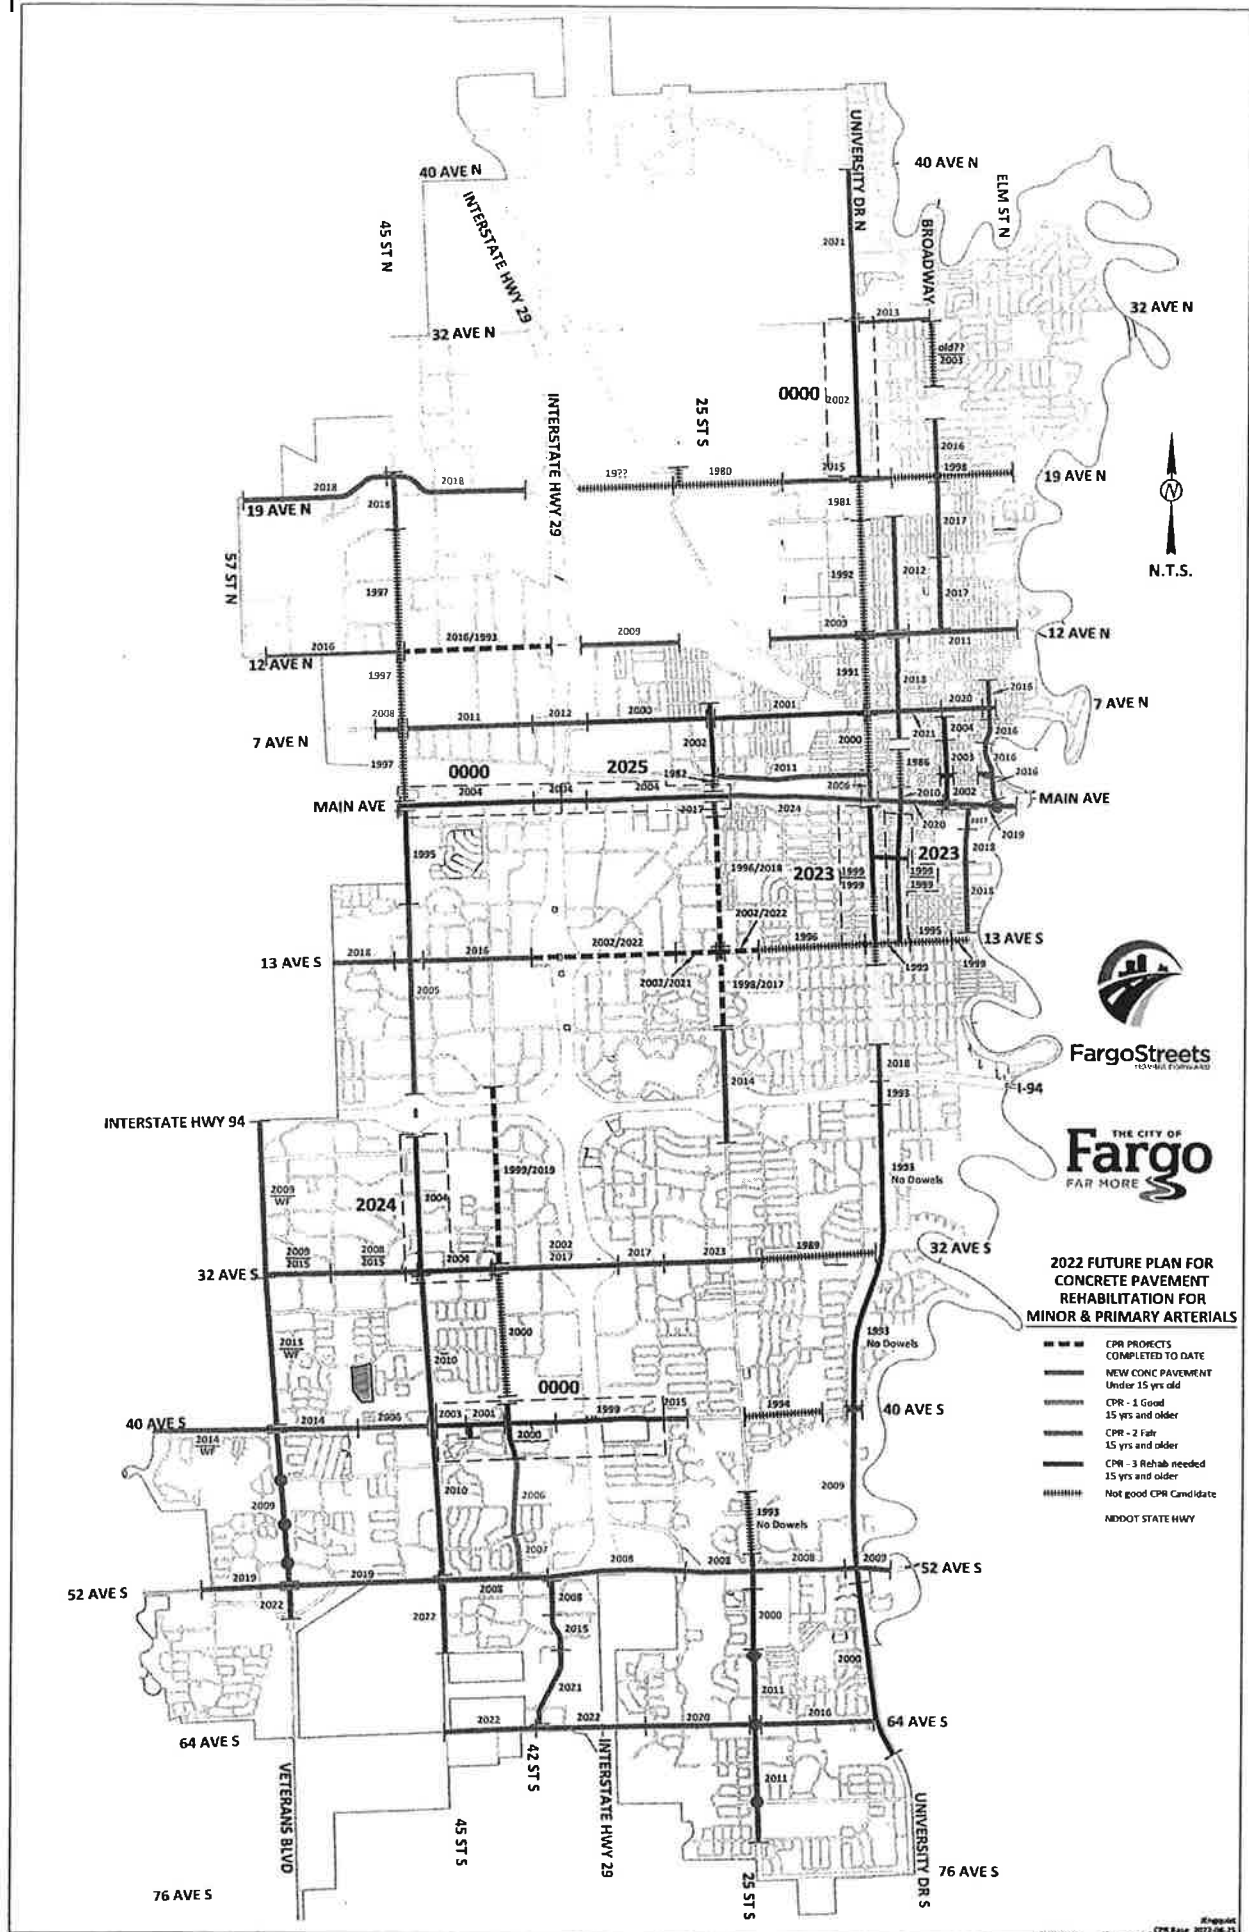 40 AVE N
UNIVERSITY DR N
40 AVE N
ELM ST N
INTERSTATE HWY 29
45 ST N
BROADWAY
2021
32 AVE N
32 AVE N
2013
old??
2003
0000
2002
INTERSTATE HWY 29
25 ST S
2016
19??
1980
2015
1998
19 AVE N
2018
2018
2018
19 AVE N
1981
N
N.T.S.
57 ST N
2017
1997
1992
2012
2017
2016
2016/1993
2009
2003
2011
12 AVE N
12 AVE N
1997
1991
2018
2016
2008
2011
2012
2000
2001
2020
7 AVE N
7 AVE N
2002
2000
2021
2004
2016
1997
0000
2025
1982
2011
1986
2003
2016
2016
MAIN AVE
2004
2004
2004
2017
2024
2006
2010
2002
2020
MAIN AVE
2019
2017
1995
1996/2018
2023
1999
1999
2023
1999
1999
2018
2018
2002/2022
2002/2022
1996
1995
13 AVE S
13 AVE S
2018
2016
2002/2021
1998/2017
1999
1999
2005
FargoStreets
2014
2018
1993
I-94
INTERSTATE HWY 94
THE CITY OF
Fargo
FAR MORE
1999/2019
1993
No Dowels
2009
WF
2024
2004
2009
2015
2008
2015
2004
2002
2017
2017
2023
1989
32 AVE S
32 AVE S
2022 FUTURE PLAN FOR
CONCRETE PAVEMENT
REHABILITATION FOR
MINOR & PRIMARY ARTERIALS
CPR PROJECTS
COMPLETED TO DATE
NEW CONC PAVEMENT
Under 15 yrs old
CPR - 1 Good
15 yrs and older
CPR - 2 Fair
15 yrs and older
CPR - 3 Rehab needed
15 yrs and older
Not good CPR Candidate
NDDOT STATE HWY
2000
1993
No Dowels
2013
WF
2010
0000
40 AVE S
2014
2003
2001
2000
1999
2015
1994
40 AVE S
2014
WF
2009
2010
2006
2009
1993
No Dowels
2007
2019
2019
2008
2008
2008
2008
2009
52 AVE S
52 AVE S
2022
2022
2008
2015
2000
2000
2021
2011
2022
2022
2020
2016
64 AVE S
64 AVE S
2011
VETERANS BLVD
45 ST S
42 ST S
INTERSTATE HWY 29
25 ST S
UNIVERSITY DR S
76 AVE S
76 AVE S